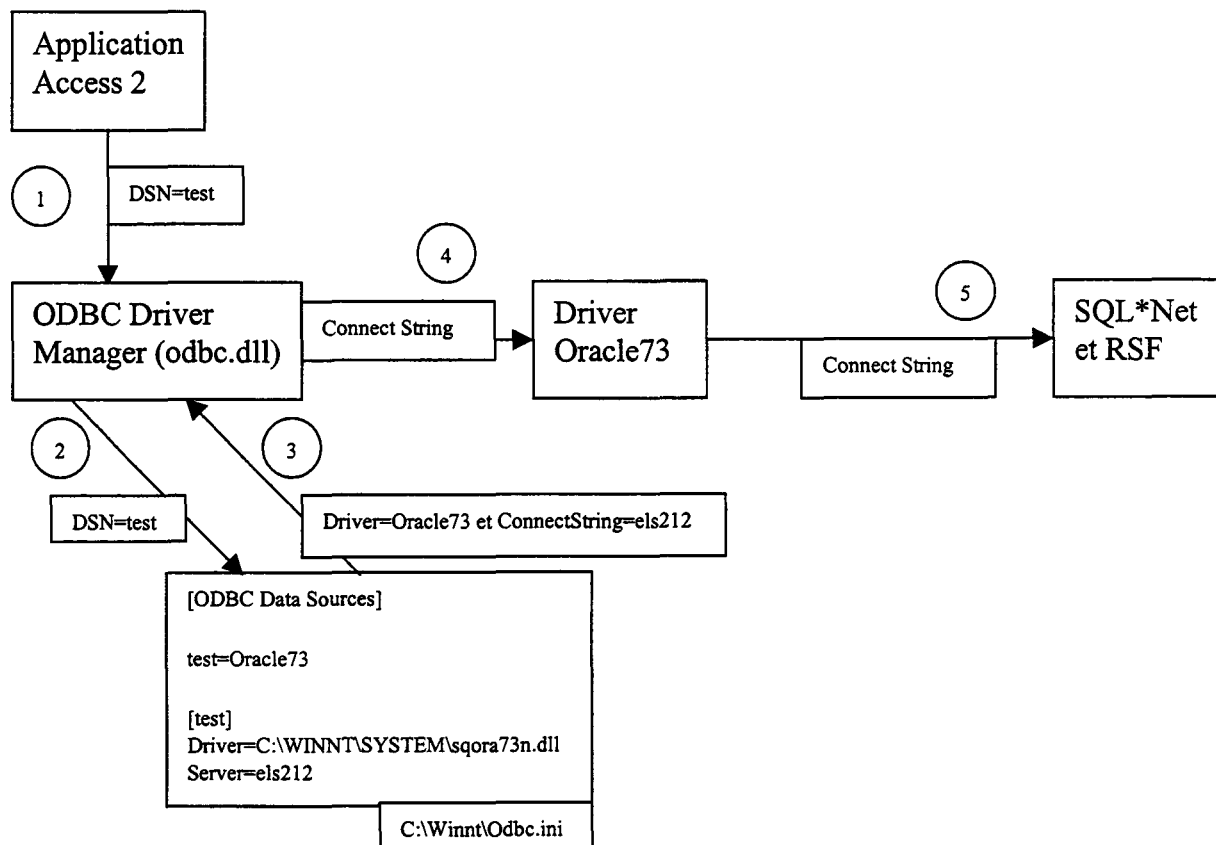 Application
Access 2
1
DSN=test
4
5
ODBC Driver
Manager (odbc.dll)
Connect String
Driver
Oracle73
Connect String
SQL*Net
et RSF
2
3
DSN=test
Driver=Oracle73 et ConnectString=els212
[ODBC Data Sources]
test=Oracle73
[test]
Driver=C:\WINNT\SYSTEM\sqora73n.dll
Server=els212
C:\Winnt\Odbc.ini